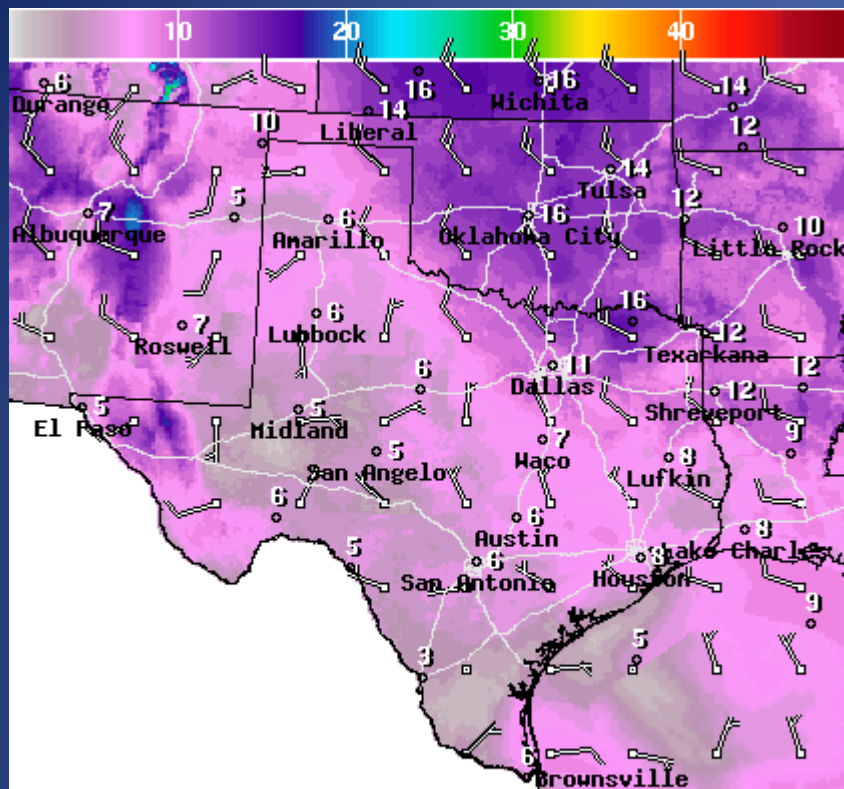 10 20 30 40
6 16 16 14
Durango Wichita
14
Liberal
10 12
14
Tulsa
7 5 6 16 12 10
Albuquerque Amarillo Oklahoma City Little Rock
7 6 16 12
Roswell Lubbock Texarkana
6 11 12 12
Dallas
5 5 Shreveport
El Paso Midland
5 7 8 9
San Angelo Waco Lufkin
6 6 8
Austin
5 6 8 Lake Charles
San Antonio Houston
9
3 5
6
Brownsville